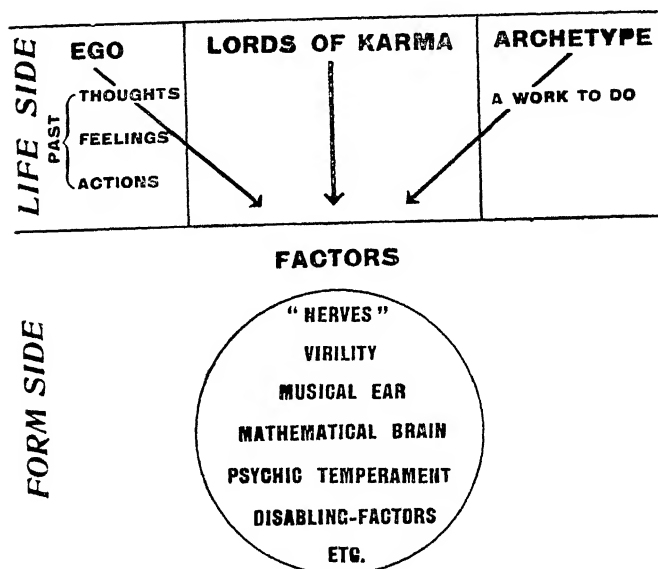 LIFE SIDE
EGO
PAST
THOUGHTS
FEELINGS
ACTIONS
LORDS OF KARMA
ARCHETYPE
A WORK TO DO
FORM SIDE
FACTORS
"NERVES"
VIRILITY
MUSICAL EAR
MATHEMATICAL BRAIN
PSYCHIC TEMPERAMENT
DISABLING-FACTORS
ETC.